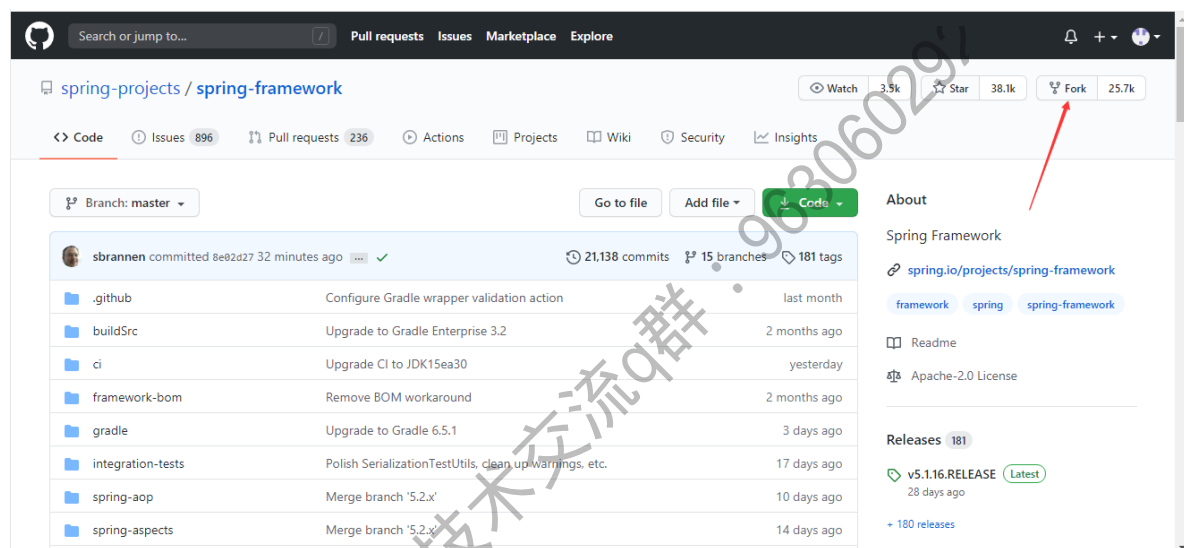 Search or jump to... / Pull requests Issues Marketplace Explore
spring-projects / spring-framework Watch 3.5k Star 38.1k Fork 25.7k
Code Issues 896 Pull requests 236 Actions Projects Wiki Security Insights
Branch: master Go to file Add file Code About
Spring Framework
sbrannen committed 8e02d27 32 minutes ago ... 21,138 commits 15 branches 181 tags
spring.io/projects/spring-framework
.github Configure Gradle wrapper validation action last month
framework spring spring-framework
buildSrc Upgrade to Gradle Enterprise 3.2 2 months ago
Readme
ci Upgrade CI to JDK15ea30 yesterday
Apache-2.0 License
framework-bom Remove BOM workaround 2 months ago
gradle Upgrade to Gradle 6.5.1 3 days ago
Releases 181
integration-tests Polish SerializationTestUtils, clean up warnings, etc. 17 days ago
v5.1.16.RELEASE Latest
28 days ago
spring-aop Merge branch '5.2.x' 10 days ago
+ 180 releases
spring-aspects Merge branch '5.2.x' 14 days ago
技术交流q群：963060292